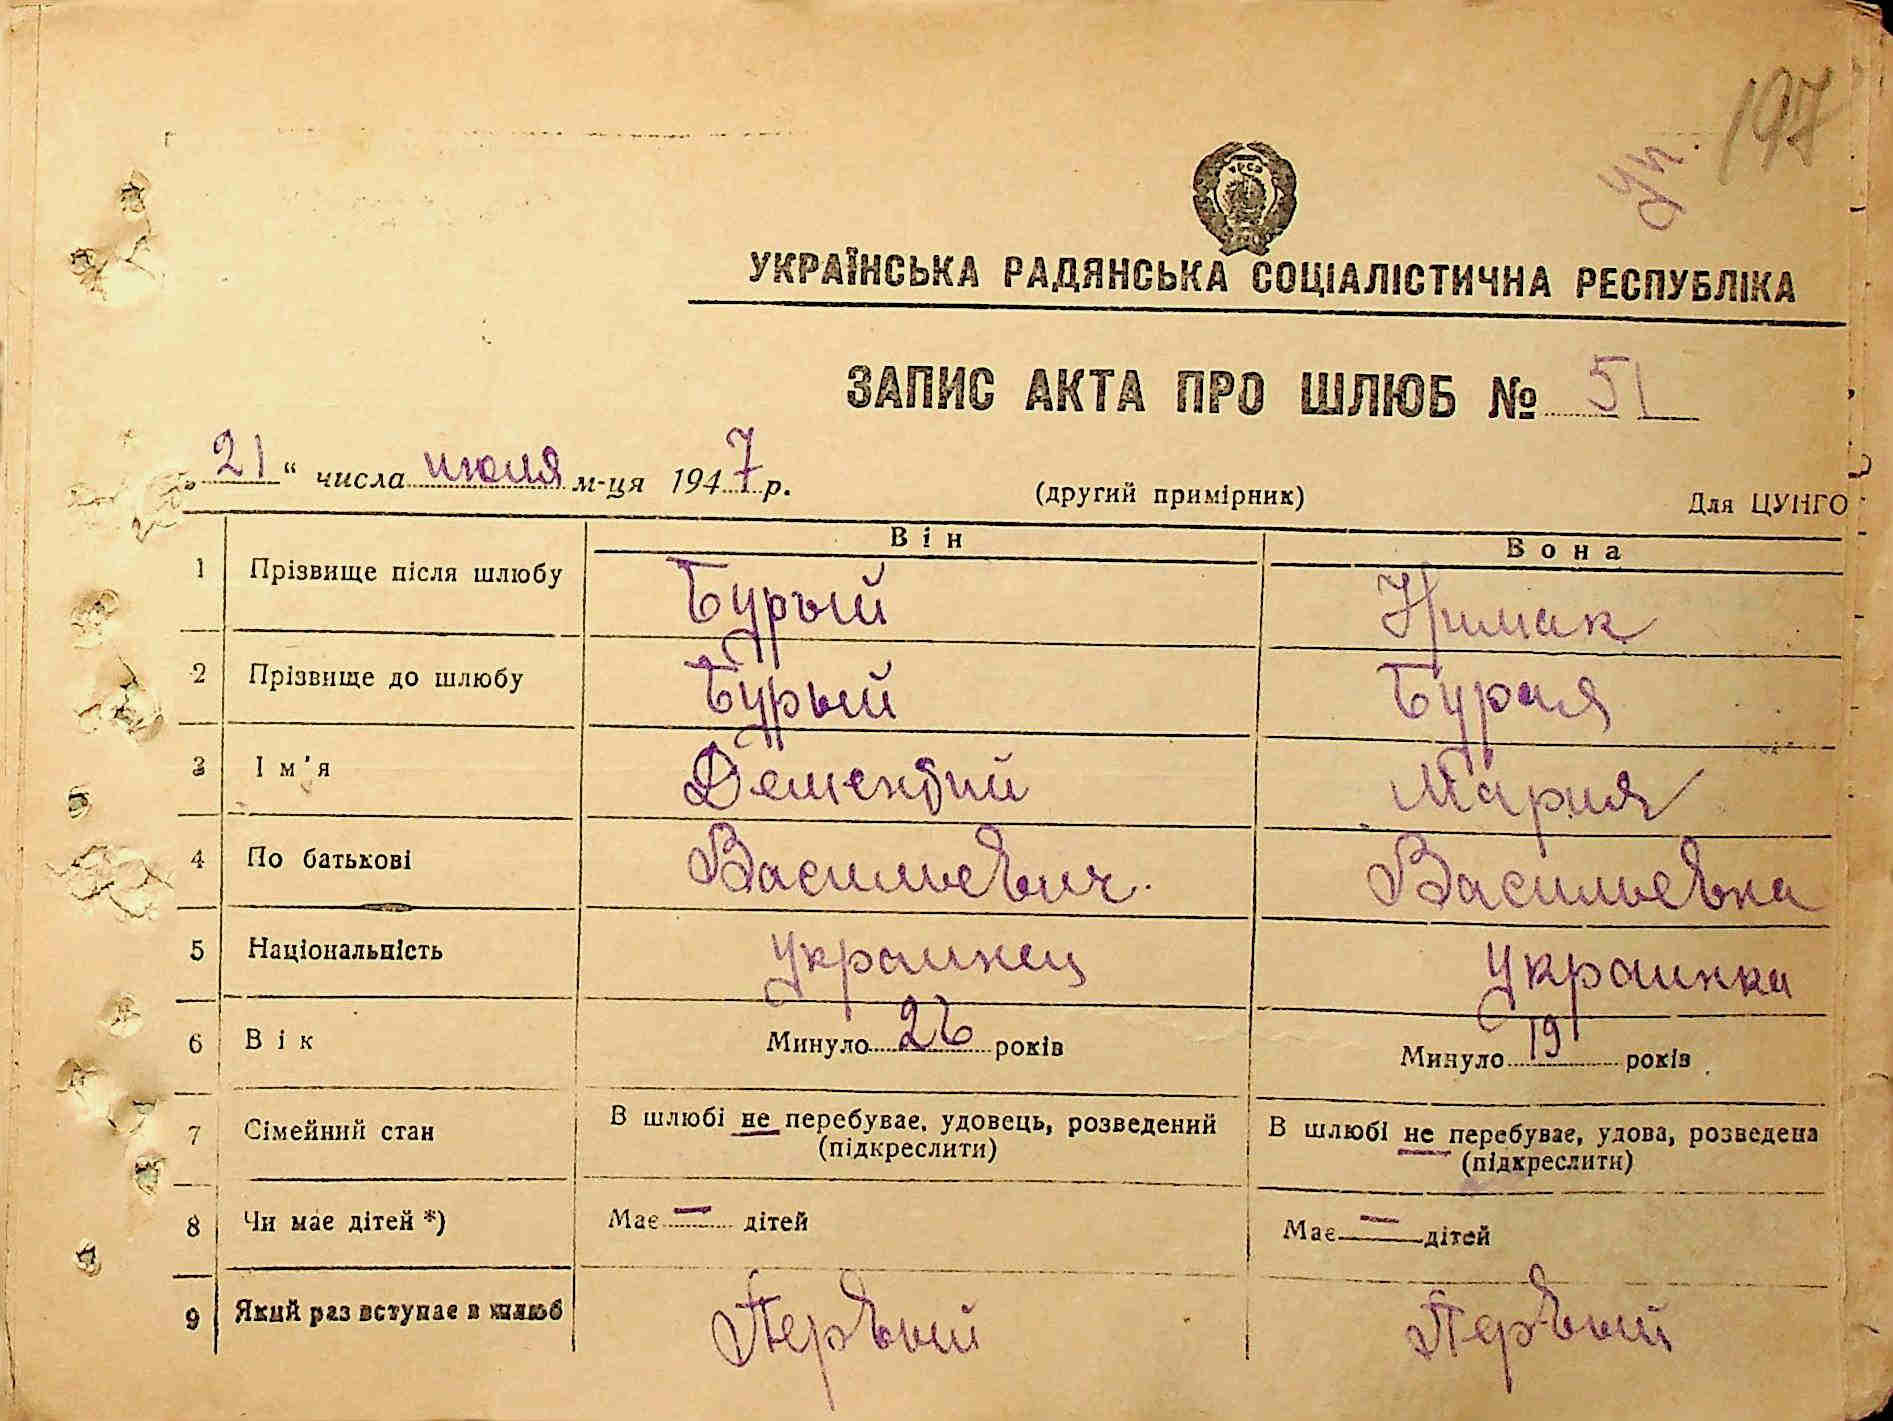 197
Уп.
УКРАЇНСЬКА РАДЯНСЬКА СОЦІАЛІСТИЧНА РЕСПУБЛІКА
ЗАПИС АКТА ПРО ШЛЮБ № 51
„21“ числа июля м-ця 1947 р.
(другий примірник)
Для ЦУНГО
Він Вона
1 Прізвище після шлюбу Бурый
2 Прізвище до шлюбу Бурый Бурая
3 Ім'я Дементий Мария
4 По батькові Васильевич. Васильевна
5 Національність украинец украинка
6 Вік Минуло 26 років Минуло 19 років
7 Сімейний стан В шлюбі не перебуває, удовець, розведений (підкреслити) В шлюбі не перебуває, удова, розведена (підкреслити)
8 Чи має дітей *) Має — дітей Має — дітей
9 Який раз вступає в шлюб Первый Первый